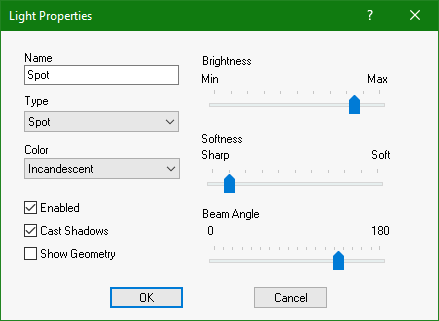 Light Properties
?
Name
Spot
Type
Spot
Color
Incandescent
Enabled
Cast Shadows
Show Geometry
Brightness
Min Max
Softness
Sharp Soft
Beam Angle
0 180
OK
Cancel